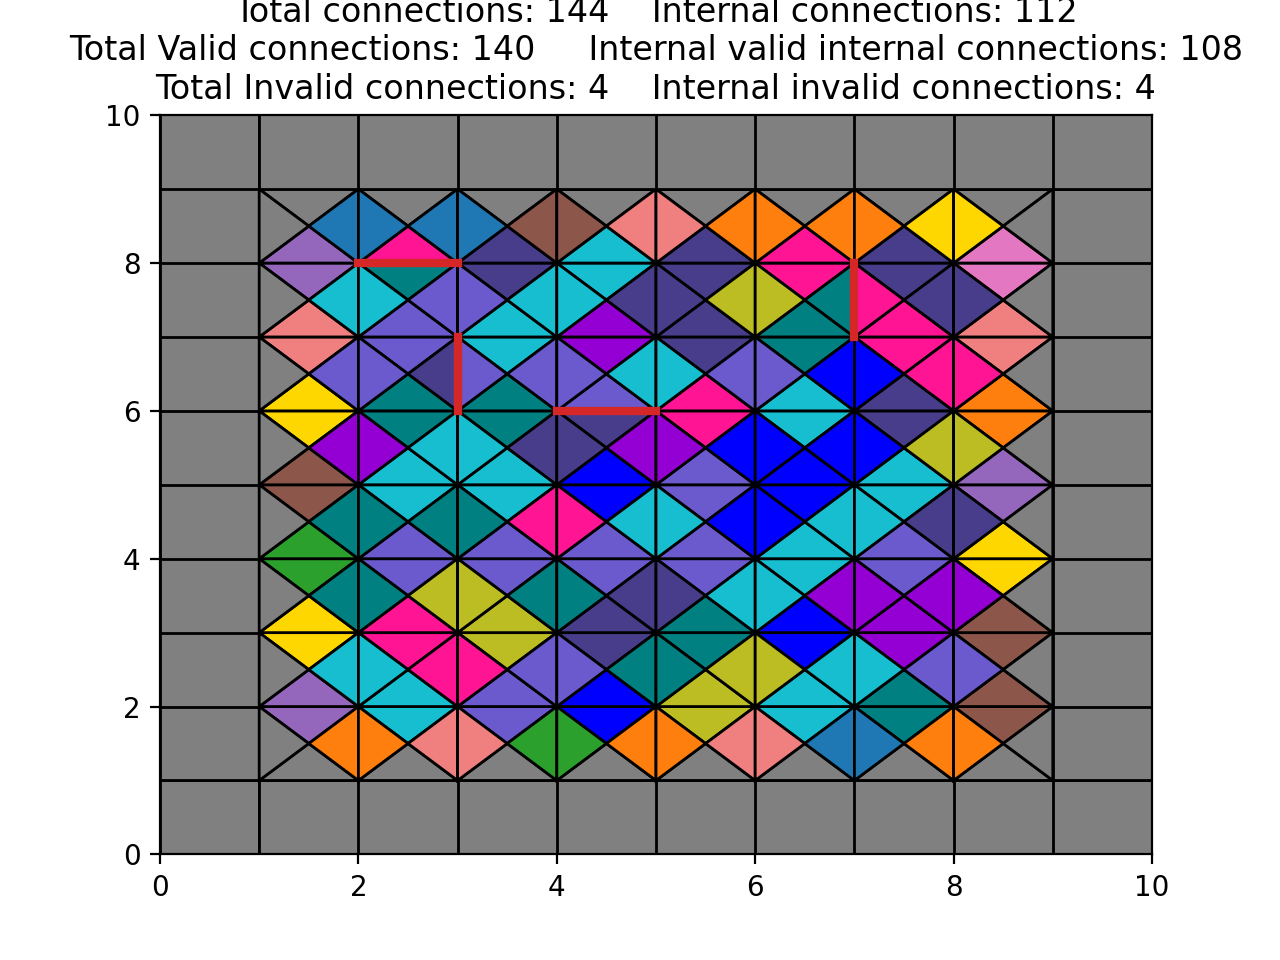 Total connections: 144    Internal connections: 112
Total Valid connections: 140    Internal valid internal connections: 108
Total Invalid connections: 4    Internal invalid connections: 4
10
8
6
4
2
0
0 2 4 6 8 10